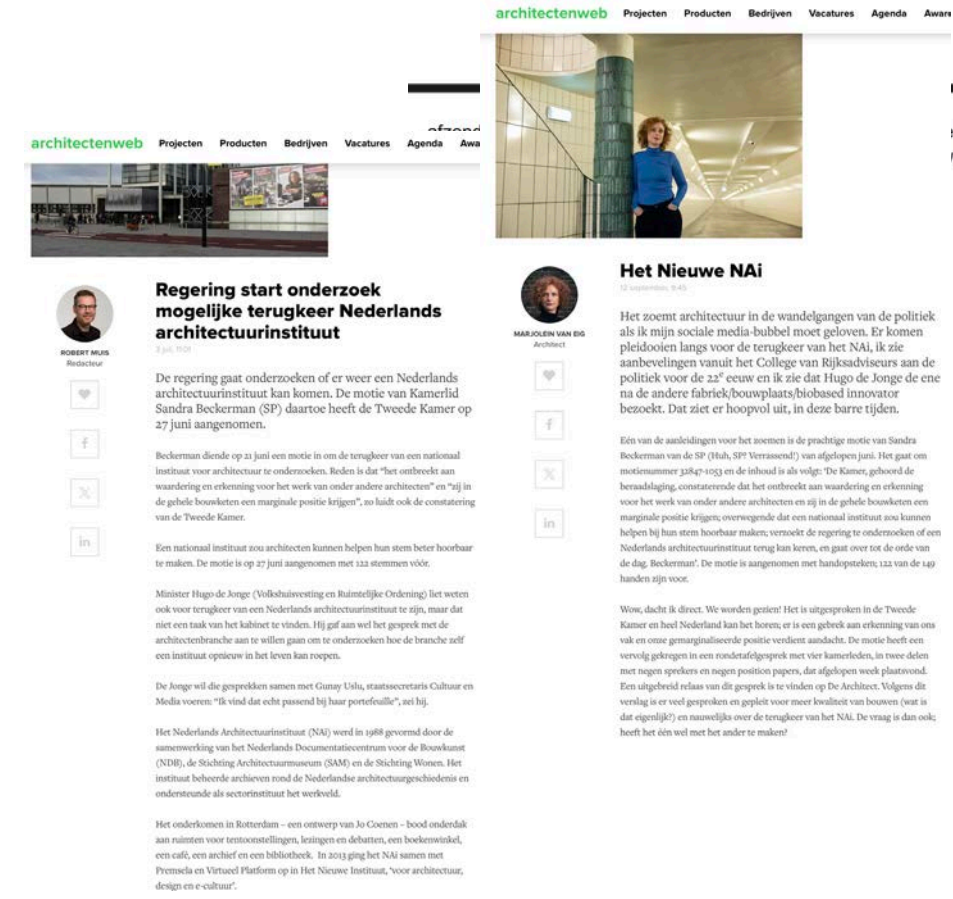 architectenweb Projecten Producten Bedrijven Vacatures Agenda
Regering start onderzoek
mogelijke terugkeer Nederlands
architectuurinstituut
3 juli, 11:01
ROBERT MUIS
Redacteur
De regering gaat onderzoeken of er weer een Nederlands
architectuurinstituut kan komen. De motie van Kamerlid
Sandra Beckerman (SP) daartoe heeft de Tweede Kamer op
27 juni aangenomen.
Beckerman diende op 21 juni een motie in om de terugkeer van een nationaal
instituut voor architectuur te onderzoeken. Reden is dat “het ontbreekt aan
waardering en erkenning voor het werk van onder andere architecten” en “zij in
de gehele bouwketen een marginale positie krijgen”, zo luidt ook de constatering
van de Tweede Kamer.
Een nationaal instituut zou architecten kunnen helpen hun stem beter hoorbaar
te maken. De motie is op 27 juni aangenomen met 122 stemmen vóór.
Minister Hugo de Jonge (Volkshuisvesting en Ruimtelijke Ordening) liet weten
ook voor terugkeer van een Nederlands architectuurinstituut te zijn, maar dat
niet een taak van het kabinet te vinden. Hij gaf aan wel het gesprek met de
architectenbranche aan te willen gaan om te onderzoeken hoe de branche zelf
een instituut opnieuw in het leven kan roepen.
De Jonge wil die gesprekken samen met Gunay Uslu, staatssecretaris Cultuur en
Media voeren: “Ik vind dat echt passend bij haar portefeuille”, zei hij.
Het Nederlands Architectuurinstituut (NAi) werd in 1988 gevormd door de
samenwerking van het Nederlands Documentatiecentrum voor de Bouwkunst
(NDB), de Stichting Architectuurmuseum (SAM) en de Stichting Wonen. Het
instituut beheerde archieven rond de Nederlandse architectuurgeschiedenis en
ondersteunde als sectorinstituut het werkveld.
Het onderkomen in Rotterdam – een ontwerp van Jo Coenen – bood onderdak
aan ruimten voor tentoonstellingen, lezingen en debatten, een boekenwinkel,
een café, een archief en een bibliotheek. In 2013 ging het NAi samen met
Premsela en Virtueel Platform op in Het Nieuwe Instituut, ‘voor architectuur,
design en e-cultuur’.
architectenweb Projecten Producten Bedrijven Vacatures Agenda
Het Nieuwe NAi
12 september, 9:45
MARJOLEIN VAN EIG
Architect
Het zoemt architectuur in de wandelgangen van de politiek
als ik mijn sociale media-bubbel moet geloven. Er komen
pleidooien langs voor de terugkeer van het NAi, ik zie
aanbevelingen vanuit het College van Rijksadviseurs aan de
politiek voor de 22e eeuw en ik zie dat Hugo de Jonge de ene
na de andere fabriek/bouwplaats/biobased innovator
bezoekt. Dat ziet er hoopvol uit, in deze barre tijden.
Eén van de aanleidingen voor het zoemen is de prachtige motie van Sandra
Beckerman van de SP (Huh, SP? Verrassend!) van afgelopen juni. Het gaat om
motienummer 32847-1053 en de inhoud is als volgt: ‘De Kamer, gehoord de
beraadslaging, constaterende dat het ontbreekt aan waardering en erkenning
voor het werk van onder andere architecten en zij in de gehele bouwketen een
marginale positie krijgen; overwegende dat een nationaal instituut zou kunnen
helpen bij hun stem hoorbaar maken; verzoekt de regering te onderzoeken of een
Nederlands architectuurinstituut terug kan keren, en gaat over tot de orde van
de dag. Beckerman’. De motie is aangenomen met handopsteken; 122 van de 149
handen zijn voor.
Wow, dacht ik direct. We worden gezien! Het is uitgesproken in de Tweede
Kamer en heel Nederland kan het horen; er is een gebrek aan erkenning van ons
vak en onze gemarginaliseerde positie verdient aandacht. De motie heeft een
vervolg gekregen in een rondetafelgesprek met vier kamerleden, in twee delen
met negen sprekers en negen position papers, dat afgelopen week plaatsvond.
Een uitgebreid relaas van dit gesprek is te vinden op De Architect. Volgens dit
verslag is er veel gesproken en gepleit voor meer kwaliteit van bouwen (wat is
dat eigenlijk?) en nauwelijks over de terugkeer van het NAi. De vraag is dan ook;
heeft het één wel met het ander te maken?